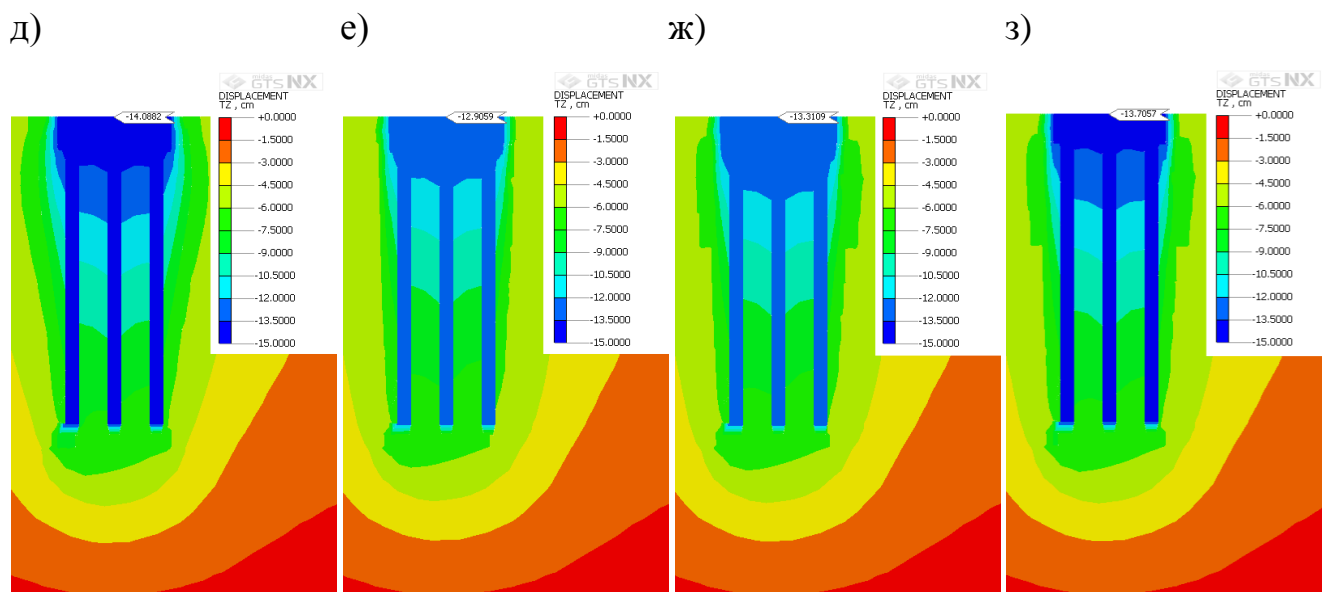 д)
е)
ж)
з)
midas
GTS NX
DISPLACEMENT
TZ , cm
-14.0882
+0.0000
-1.5000
-3.0000
-4.5000
-6.0000
-7.5000
-9.0000
-10.5000
-12.0000
-13.5000
-15.0000
midas
GTS NX
DISPLACEMENT
TZ , cm
-12.9059
+0.0000
-1.5000
-3.0000
-4.5000
-6.0000
-7.5000
-9.0000
-10.5000
-12.0000
-13.5000
-15.0000
midas
GTS NX
DISPLACEMENT
TZ , cm
-13.3109
+0.0000
-1.5000
-3.0000
-4.5000
-6.0000
-7.5000
-9.0000
-10.5000
-12.0000
-13.5000
-15.0000
midas
GTS NX
DISPLACEMENT
TZ , cm
-13.7057
+0.0000
-1.5000
-3.0000
-4.5000
-6.0000
-7.5000
-9.0000
-10.5000
-12.0000
-13.5000
-15.0000